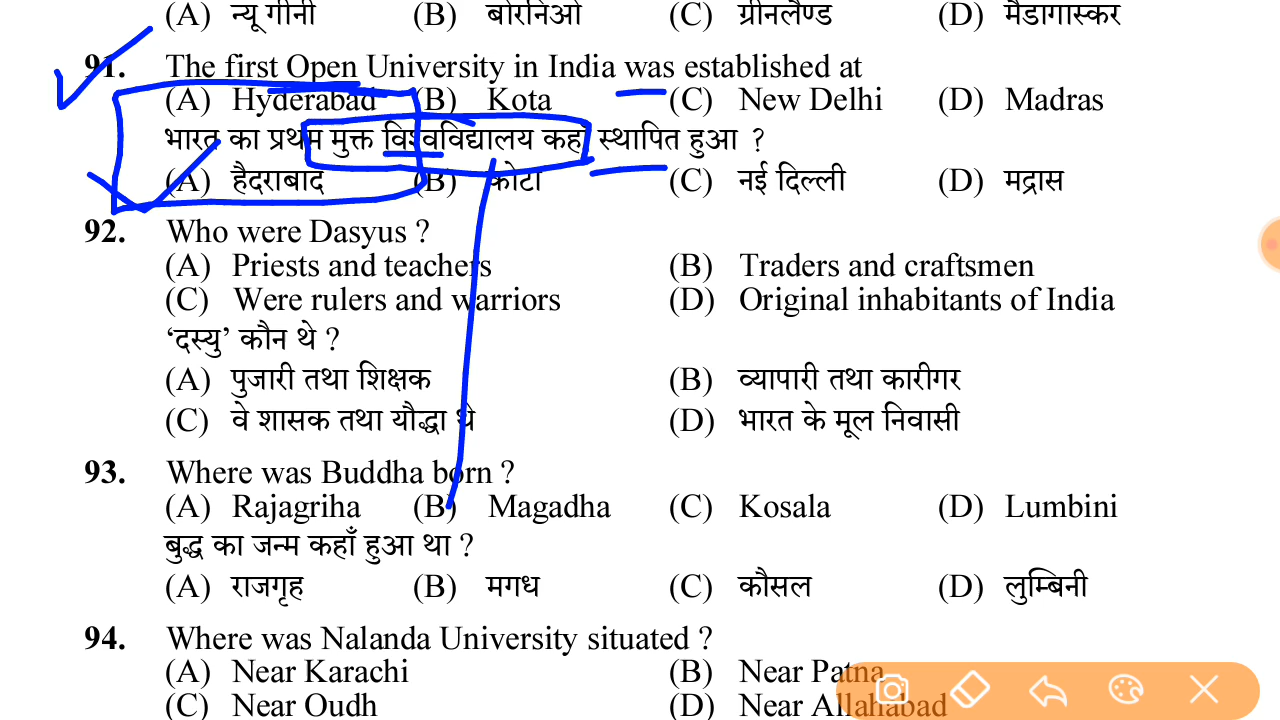 (A) न्यू गीनी (B) बोरनिओ (C) ग्रीनलैण्ड (D) मैडागास्कर
91. The first Open University in India was established at
(A) Hyderabad (B) Kota (C) New Delhi (D) Madras
भारत का प्रथम मुक्त विश्वविद्यालय कहाँ स्थापित हुआ ?
(A) हैदराबाद (B) कोटा (C) नई दिल्ली (D) मद्रास
92. Who were Dasyus ?
(A) Priests and teachers (B) Traders and craftsmen
(C) Were rulers and warriors (D) Original inhabitants of India
‘दस्यु’ कौन थे ?
(A) पुजारी तथा शिक्षक (B) व्यापारी तथा कारीगर
(C) वे शासक तथा यौद्धा थे (D) भारत के मूल निवासी
93. Where was Buddha born ?
(A) Rajagriha (B) Magadha (C) Kosala (D) Lumbini
बुद्ध का जन्म कहाँ हुआ था ?
(A) राजगृह (B) मगध (C) कौसल (D) लुम्बिनी
94. Where was Nalanda University situated ?
(A) Near Karachi (B) Near Patna
(C) Near Oudh (D) Near Allahabad